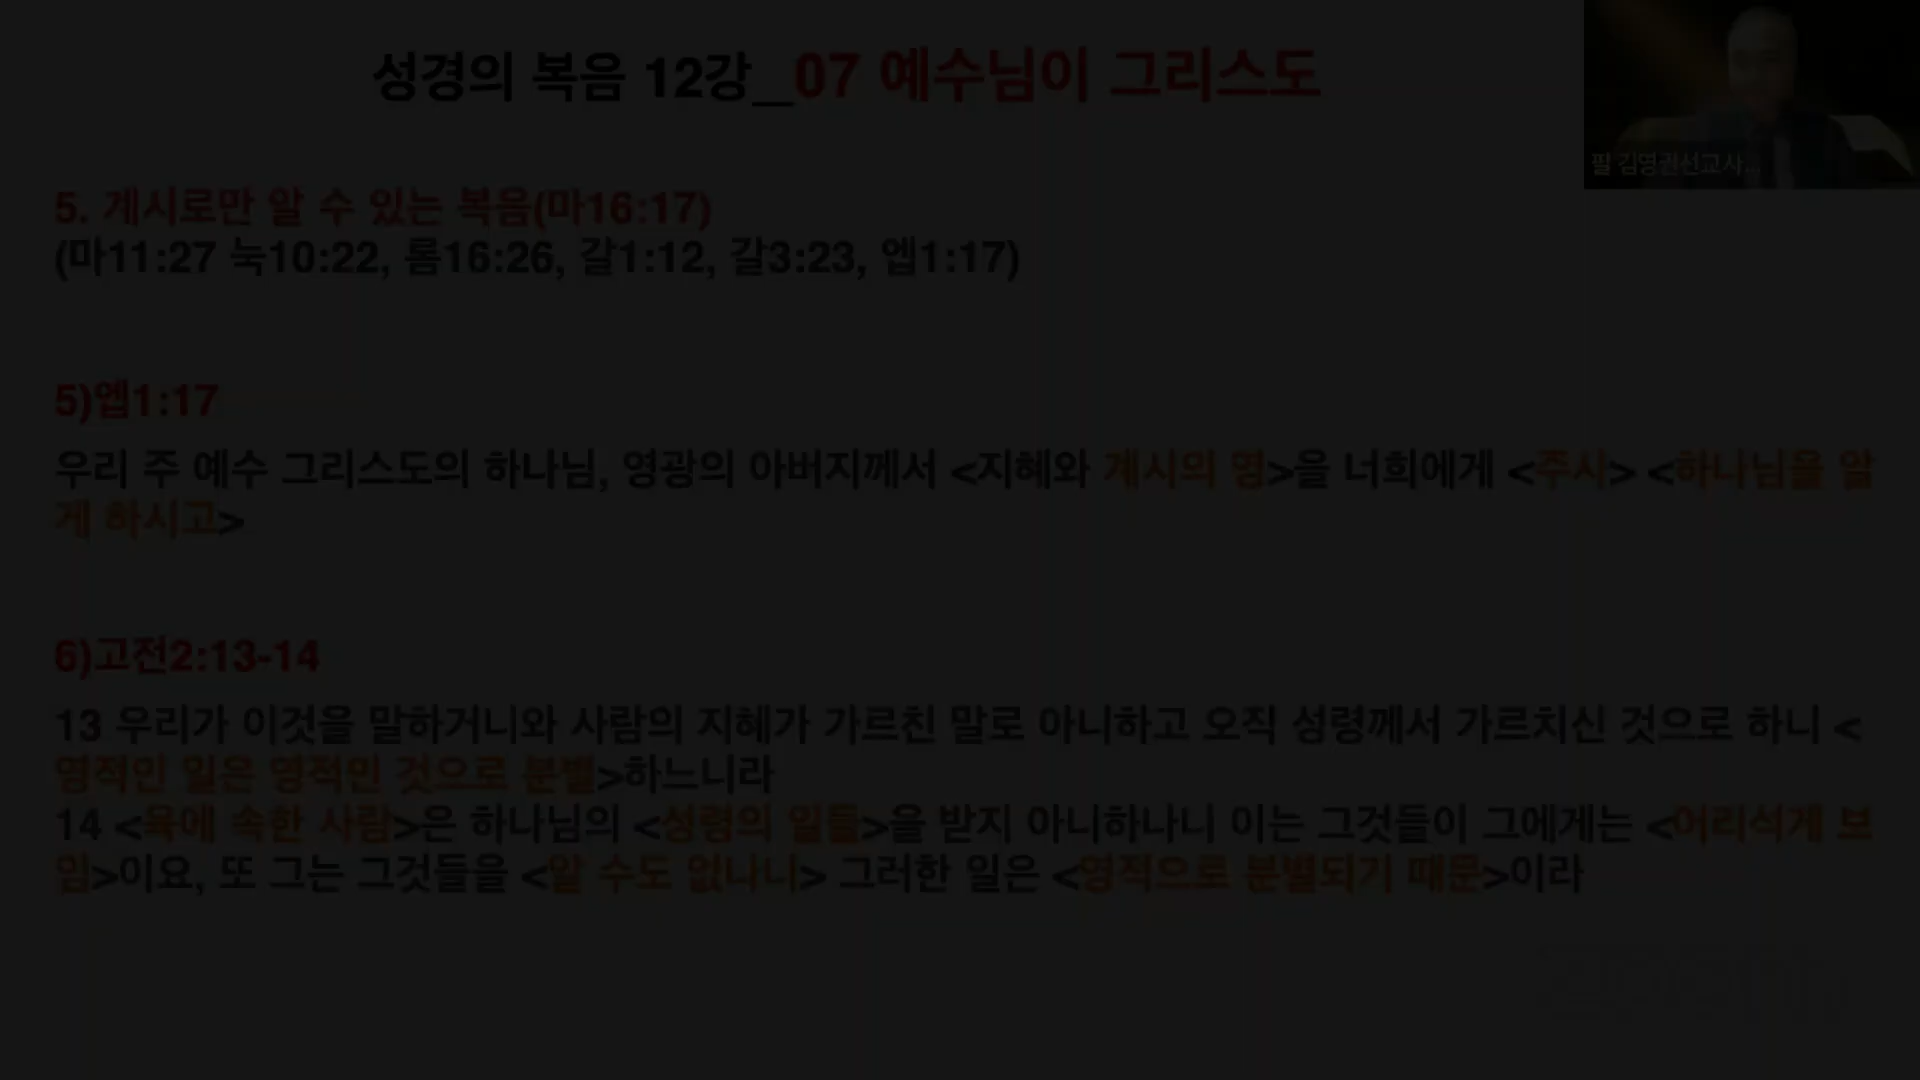 성경의 복음 12강_07 예수님이 그리스도
필 김영권선교사...
5. 계시로만 알 수 있는 복음(마16:17)
(마11:27 눅10:22, 롬16:26, 갈1:12, 갈3:23, 엡1:17)
5)엡1:17
우리 주 예수 그리스도의 하나님, 영광의 아버지께서 <지혜와 계시의 영>을 너희에게 <주사> <하나님을 알
게 하시고>
6)고전2:13-14
13 우리가 이것을 말하거니와 사람의 지혜가 가르친 말로 아니하고 오직 성령께서 가르치신 것으로 하니 <
영적인 일은 영적인 것으로 분별>하느니라
14 <육에 속한 사람>은 하나님의 <성령의 일들>을 받지 아니하나니 이는 그것들이 그에게는 <어리석게 보
임>이요, 또 그는 그것들을 <알 수도 없나니> 그러한 일은 <영적으로 분별되기 때문>이라